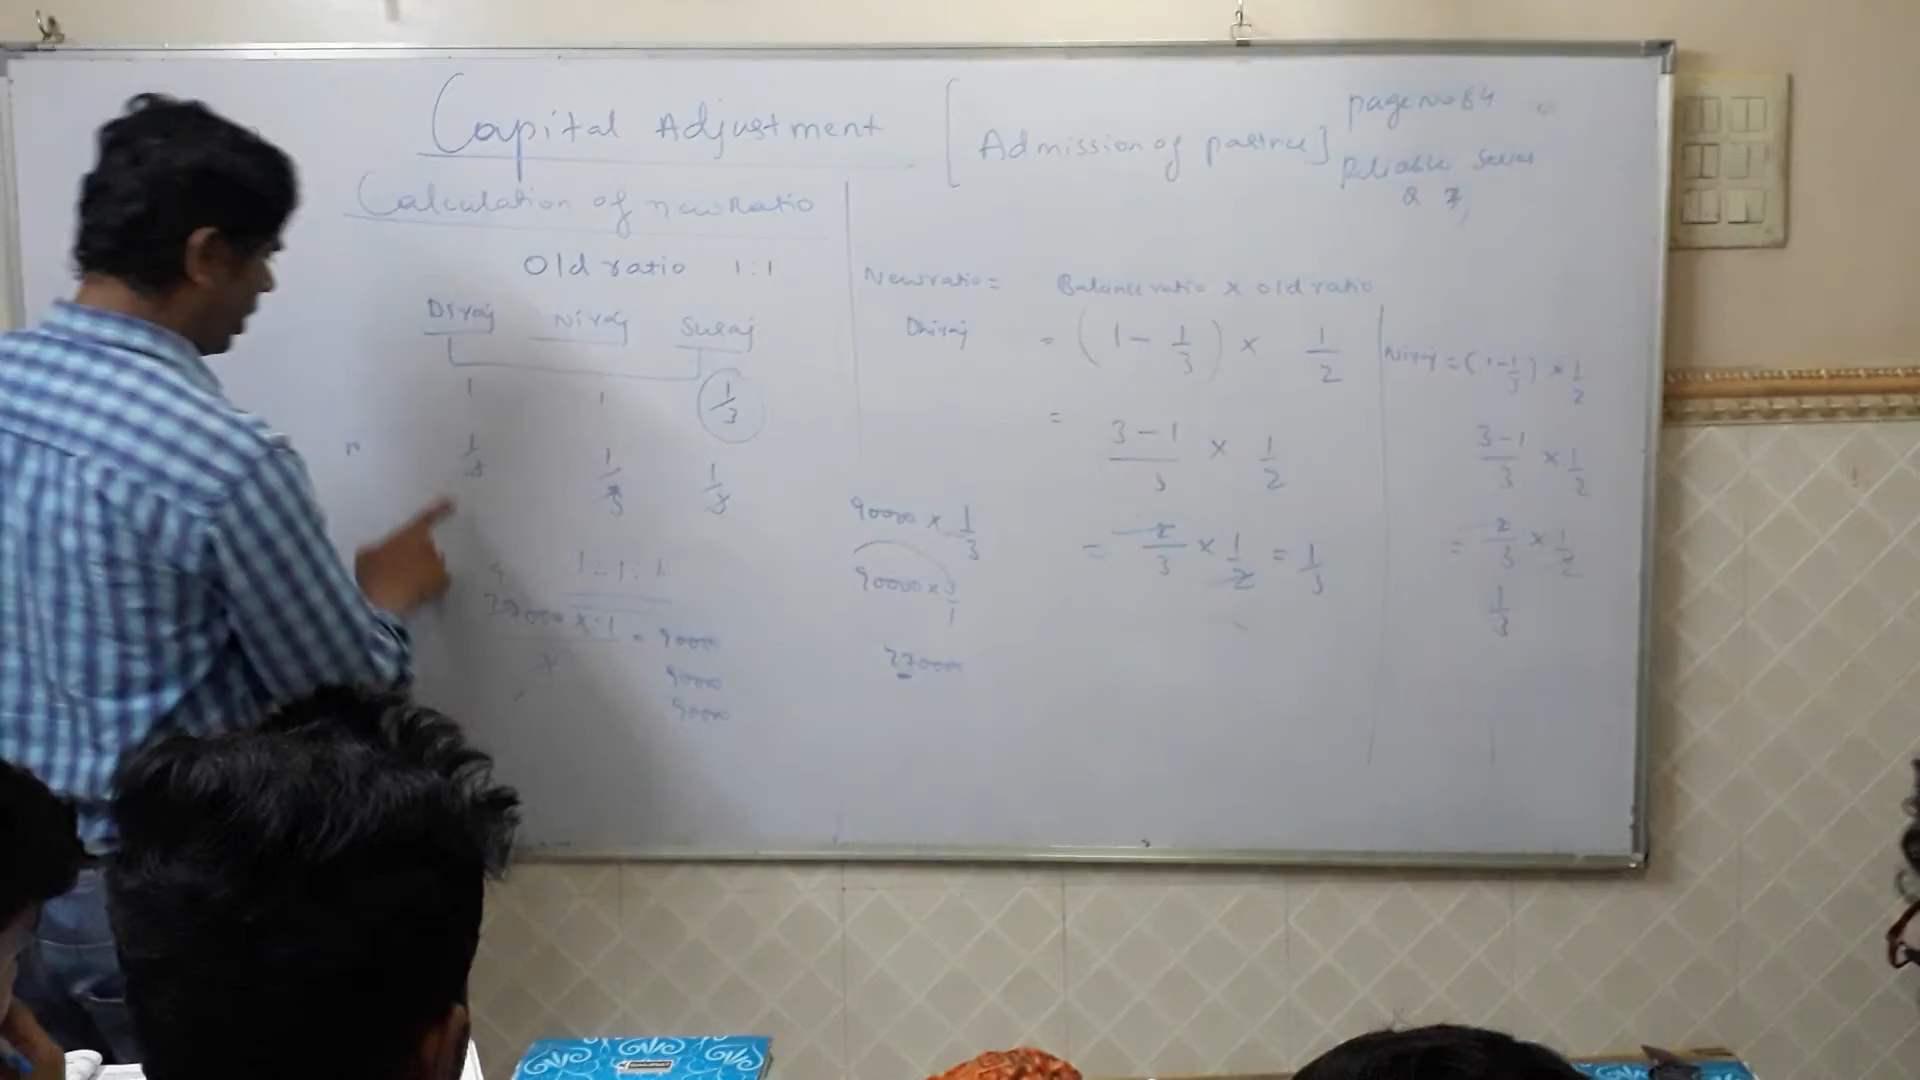 Capital Adjustment [Admission of partner]
page No 84
Reliable Series
Q 7
Calculation of new Ratio
Old ratio 1:1
Diraj Niraj Suraj
1 1 1/3
1/3 1/3 1/3
1:1:1
27000 x 1 = 9000
9000
9000
9000 x 1/3
9000 x 3/1
27000
New ratio = Balance ratio x old ratio
Dhiraj = (1 - 1/3) x 1/2
= 3-1/3 x 1/2
= 2/3 x 1/2 = 1/3
Niraj = (1-1/3) x 1/2
3-1/3 x 1/2
= 2/3 x 1/2
1/3